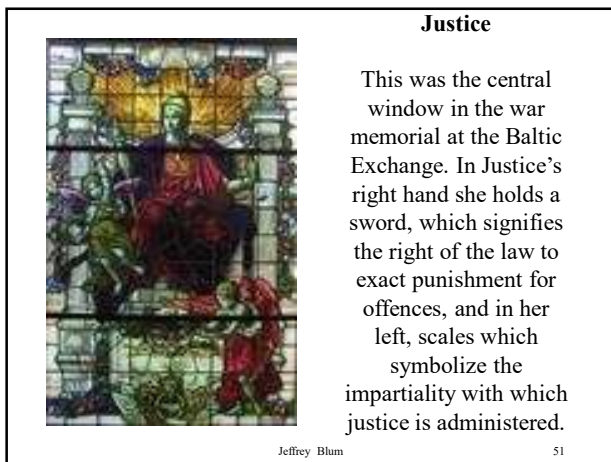 Justice
This was the central
window in the war
memorial at the Baltic
Exchange. In Justice’s
right hand she holds a
sword, which signifies
the right of the law to
exact punishment for
offences, and in her
left, scales which
symbolize the
impartiality with which
justice is administered.
Jeffrey Blum 51